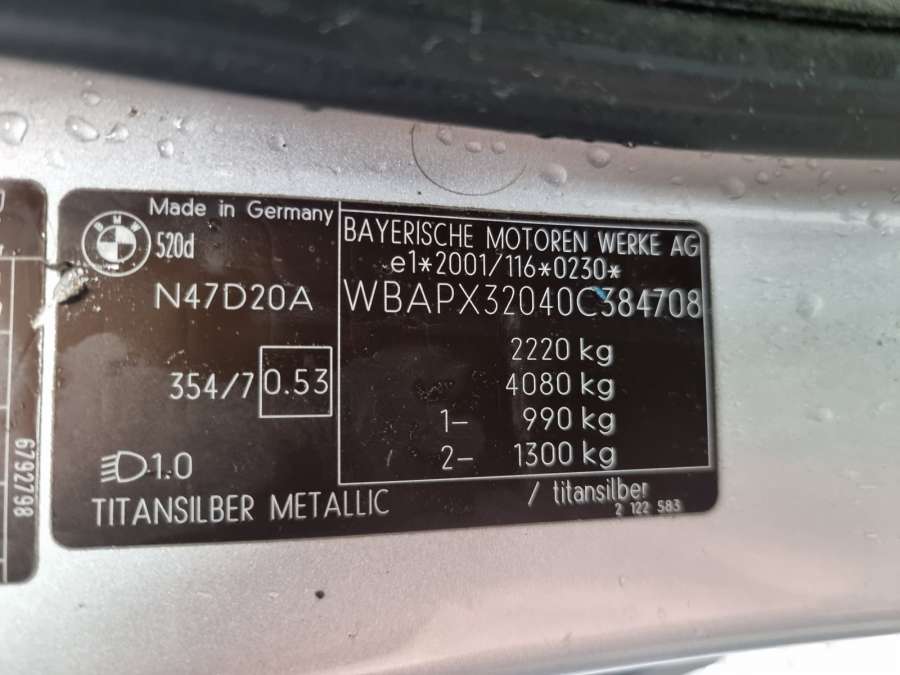 Made in Germany
BMW
520d
N47D20A
354/7 0.53
1.0
TITANSILBER METALLIC
BAYERISCHE MOTOREN WERKE AG
e1*2001/116*0230*
WBAPX32040C384708
2220 kg
4080 kg
1- 990 kg
2- 1300 kg
/ titansilber
2 122 583
6792798